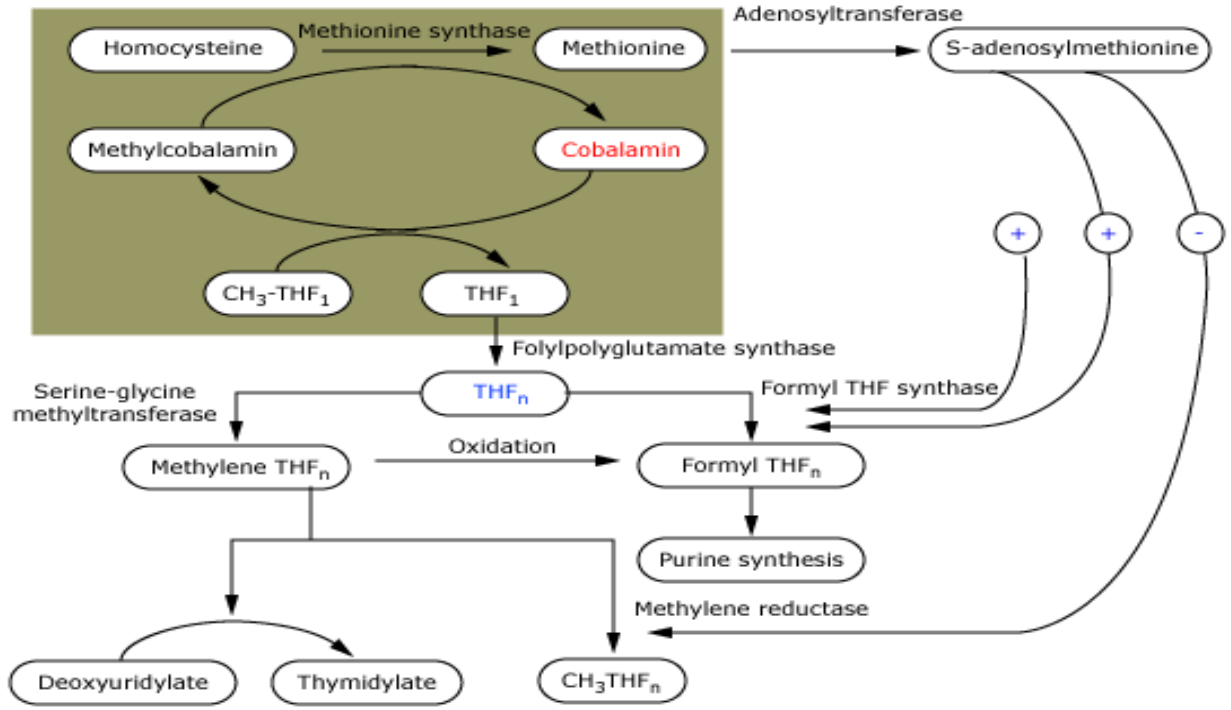 Adenosyltransferase
Homocysteine
Methionine synthase
Methionine
S-adenosylmethionine
Methylcobalamin
Cobalamin
+
+
-
CH₃-THF₁
THF₁
Folylpolyglutamate synthase
Serine-glycine
methyltransferase
THFₙ
Formyl THF synthase
Methylene THFₙ
Oxidation
Formyl THFₙ
Purine synthesis
Methylene reductase
Deoxyuridylate
Thymidylate
CH₃THFₙ